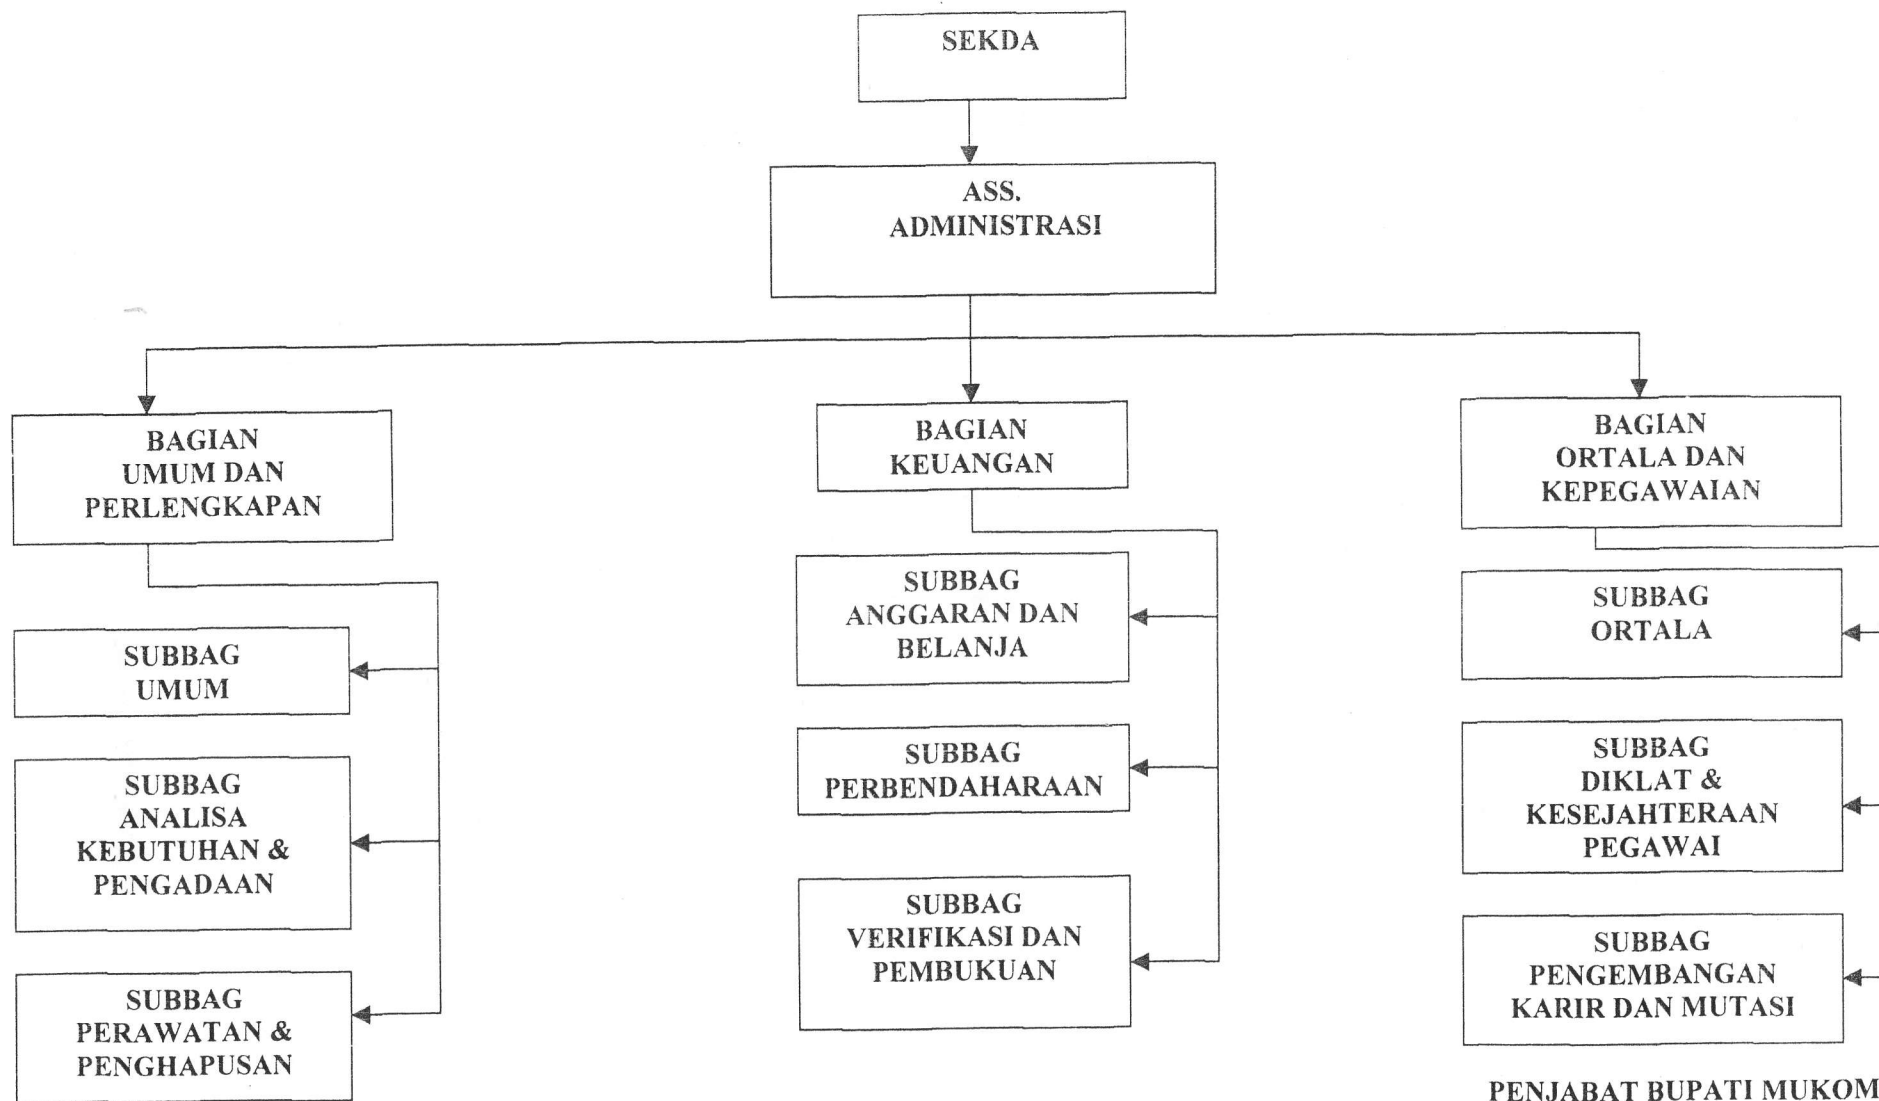 SEKDA
ASS.
ADMINISTRASI
BAGIAN
UMUM DAN
PERLENGKAPAN
SUBBAG
UMUM
SUBBAG
ANALISA
KEBUTUHAN &
PENGADAAN
SUBBAG
PERAWATAN &
PENGHAPUSAN
BAGIAN
KEUANGAN
SUBBAG
ANGGARAN DAN
BELANJA
SUBBAG
PERBENDAHARAAN
SUBBAG
VERIFIKASI DAN
PEMBUKUAN
BAGIAN
ORTALA DAN
KEPEGAWAIAN
SUBBAG
ORTALA
SUBBAG
DIKLAT &
KESEJAHTERAAN
PEGAWAI
SUBBAG
PENGEMBANGAN
KARIR DAN MUTASI
PENJABAT BUPATI MUKOM